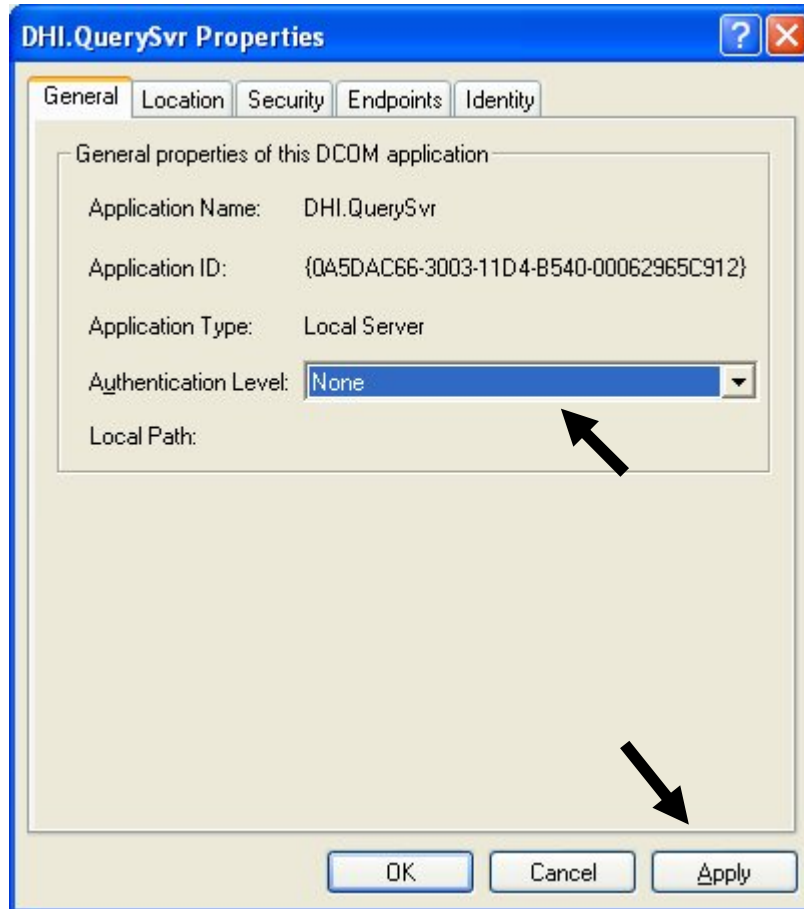 DHI.QuerySvr Properties
General Location Security Endpoints Identity
General properties of this DCOM application
Application Name: DHI.QuerySvr
Application ID: {0A5DAC66-3003-11D4-B540-00062965C912}
Application Type: Local Server
Authentication Level: None
Local Path:
OK Cancel Apply